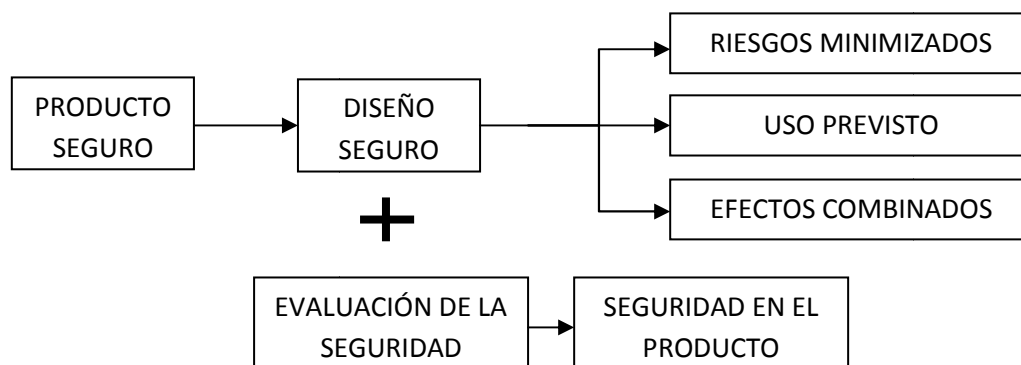 PRODUCTO
SEGURO
DISEÑO
SEGURO
RIESGOS MINIMIZADOS
USO PREVISTO
EFECTOS COMBINADOS
+
EVALUACIÓN DE LA
SEGURIDAD
SEGURIDAD EN EL
PRODUCTO